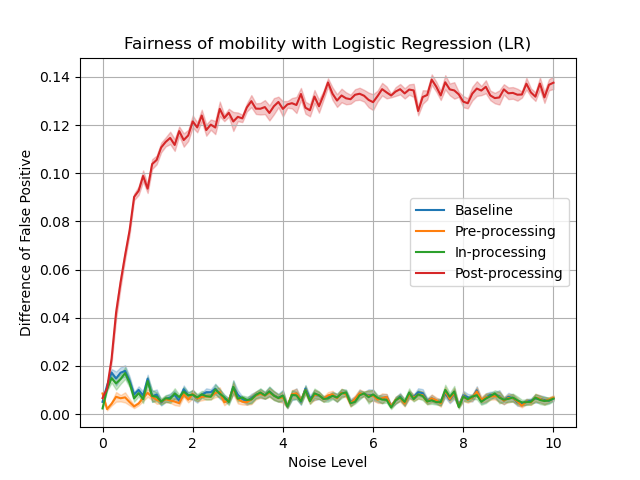 Fairness of mobility with Logistic Regression (LR)
Difference of False Positive
0.14
0.12
0.10
0.08
0.06
0.04
0.02
0.00
Baseline
Pre-processing
In-processing
Post-processing
0 2 4 6 8 10
Noise Level